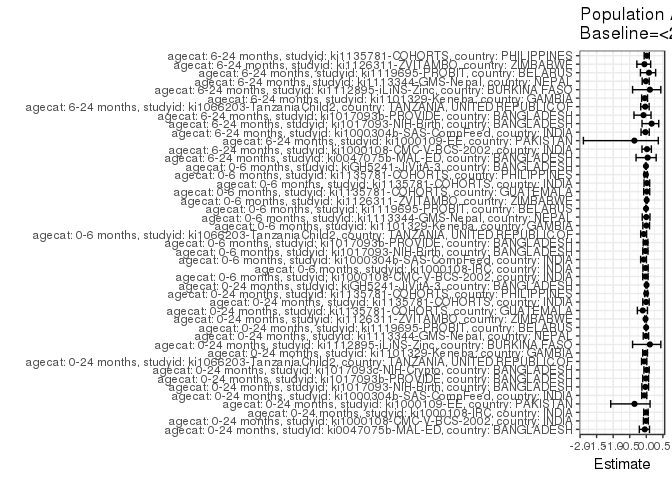 Population A
Baseline=<2
agecat: 6-24 months, studyid: ki1135781-COHORTS, country: PHILIPPINES
agecat: 6-24 months, studyid: ki1126311-ZVITAMBO, country: ZIMBABWE
agecat: 6-24 months, studyid: ki1119695-PROBIT, country: BELARUS
agecat: 6-24 months, studyid: ki1113344-GMS-Nepal, country: NEPAL
agecat: 6-24 months, studyid: ki1112895-iLiNS-Zinc, country: BURKINA FASO
agecat: 6-24 months, studyid: ki1101329-Keneba, country: GAMBIA
agecat: 6-24 months, studyid: ki1066203-TanzaniaChild2, country: TANZANIA, UNITED REPUBLIC OF
agecat: 6-24 months, studyid: ki1017093b-PROVIDE, country: BANGLADESH
agecat: 6-24 months, studyid: ki1017093-NIH-Birth, country: BANGLADESH
agecat: 6-24 months, studyid: ki1000304b-SAS-CompFeed, country: INDIA
agecat: 6-24 months, studyid: ki1000109-EE, country: PAKISTAN
agecat: 6-24 months, studyid: ki1000108-CMC-V-BCS-2002, country: INDIA
agecat: 6-24 months, studyid: ki0047075b-MAL-ED, country: BANGLADESH
agecat: 0-6 months, studyid: kiGH5241-JiVitA-3, country: BANGLADESH
agecat: 0-6 months, studyid: ki1135781-COHORTS, country: PHILIPPINES
agecat: 0-6 months, studyid: ki1135781-COHORTS, country: INDIA
agecat: 0-6 months, studyid: ki1135781-COHORTS, country: GUATEMALA
agecat: 0-6 months, studyid: ki1126311-ZVITAMBO, country: ZIMBABWE
agecat: 0-6 months, studyid: ki1119695-PROBIT, country: BELARUS
agecat: 0-6 months, studyid: ki1113344-GMS-Nepal, country: NEPAL
agecat: 0-6 months, studyid: ki1101329-Keneba, country: GAMBIA
agecat: 0-6 months, studyid: ki1066203-TanzaniaChild2, country: TANZANIA, UNITED REPUBLIC OF
agecat: 0-6 months, studyid: ki1017093b-PROVIDE, country: BANGLADESH
agecat: 0-6 months, studyid: ki1017093-NIH-Birth, country: BANGLADESH
agecat: 0-6 months, studyid: ki1000304b-SAS-CompFeed, country: INDIA
agecat: 0-6 months, studyid: ki1000108-IRC, country: INDIA
agecat: 0-6 months, studyid: ki1000108-CMC-V-BCS-2002, country: INDIA
agecat: 0-24 months, studyid: kiGH5241-JiVitA-3, country: BANGLADESH
agecat: 0-24 months, studyid: ki1135781-COHORTS, country: PHILIPPINES
agecat: 0-24 months, studyid: ki1135781-COHORTS, country: INDIA
agecat: 0-24 months, studyid: ki1135781-COHORTS, country: GUATEMALA
agecat: 0-24 months, studyid: ki1126311-ZVITAMBO, country: ZIMBABWE
agecat: 0-24 months, studyid: ki1119695-PROBIT, country: BELARUS
agecat: 0-24 months, studyid: ki1113344-GMS-Nepal, country: NEPAL
agecat: 0-24 months, studyid: ki1112895-iLiNS-Zinc, country: BURKINA FASO
agecat: 0-24 months, studyid: ki1101329-Keneba, country: GAMBIA
agecat: 0-24 months, studyid: ki1066203-TanzaniaChild2, country: TANZANIA, UNITED REPUBLIC OF
agecat: 0-24 months, studyid: ki1017093c-NIH-Crypto, country: BANGLADESH
agecat: 0-24 months, studyid: ki1017093b-PROVIDE, country: BANGLADESH
agecat: 0-24 months, studyid: ki1017093-NIH-Birth, country: BANGLADESH
agecat: 0-24 months, studyid: ki1000304b-SAS-CompFeed, country: INDIA
agecat: 0-24 months, studyid: ki1000109-EE, country: PAKISTAN
agecat: 0-24 months, studyid: ki1000108-IRC, country: INDIA
agecat: 0-24 months, studyid: ki1000108-CMC-V-BCS-2002, country: INDIA
agecat: 0-24 months, studyid: ki0047075b-MAL-ED, country: BANGLADESH
-2.0-1.5-1.0-0.50.00.5
Estimate